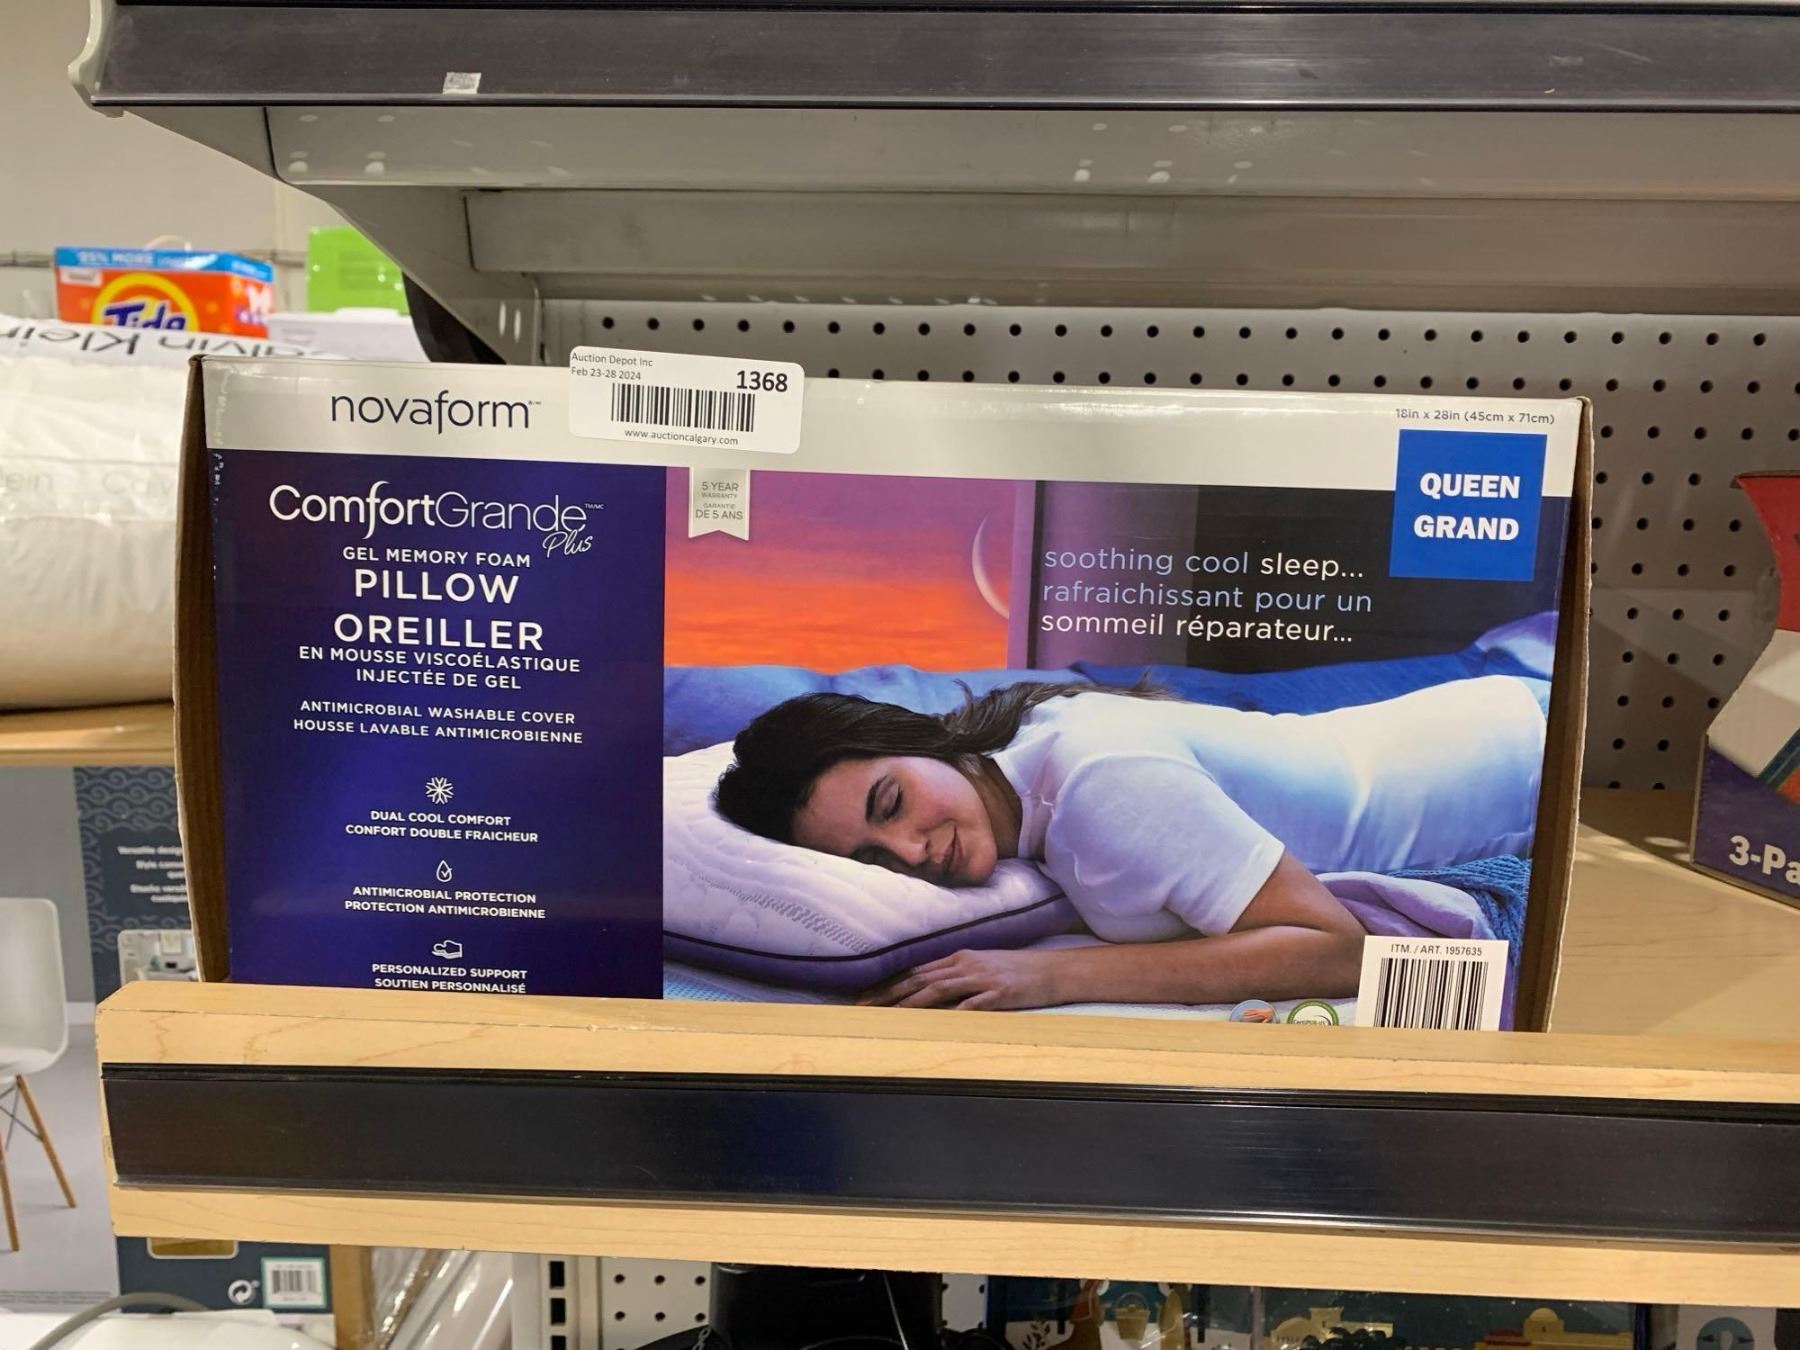 Tide
Calvin Klein
Auction Depot Inc
Feb 23-28 2024
1368
www.auctioncalgary.com
novaform
18in x 28in (45cm x 71cm)
QUEEN
GRAND
ComfortGrande
Plus
GEL MEMORY FOAM
PILLOW
OREILLER
EN MOUSSE VISCOÉLASTIQUE
INJECTÉE DE GEL
ANTIMICROBIAL WASHABLE COVER
HOUSSE LAVABLE ANTIMICROBIENNE
DUAL COOL COMFORT
CONFORT DOUBLE FRAICHEUR
ANTIMICROBIAL PROTECTION
PROTECTION ANTIMICROBIENNE
PERSONALIZED SUPPORT
SOUTIEN PERSONNALISÉ
5 YEAR
WARRANTY
GARANTIE
DE 5 ANS
soothing cool sleep...
rafraichissant pour un
sommeil réparateur...
ITM. / ART. 1957635
3-Pa